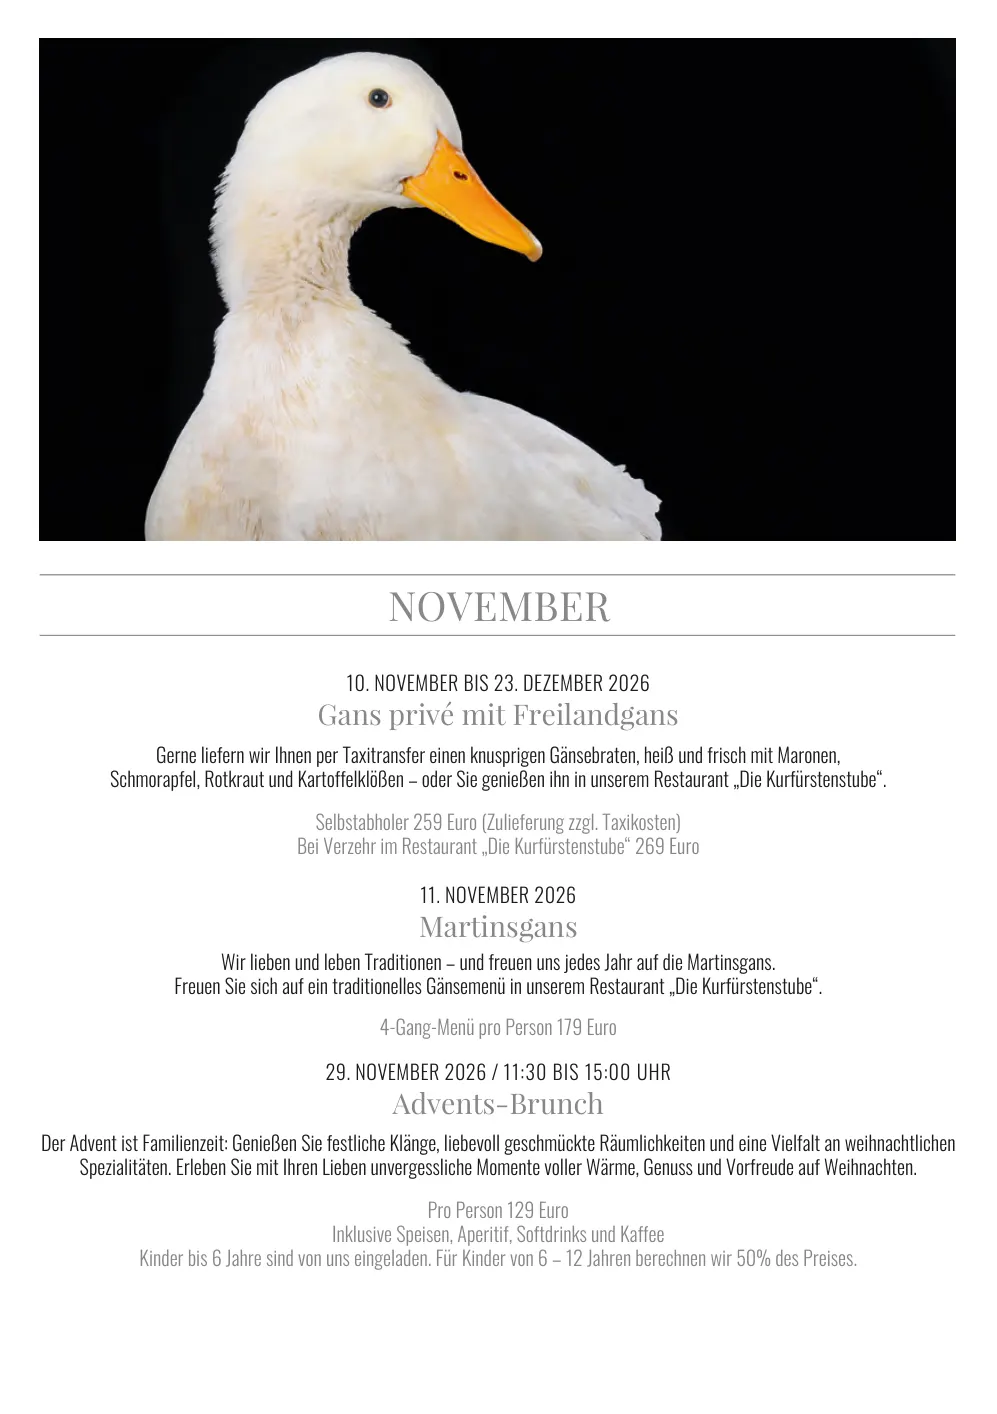 NOVEMBER
10. NOVEMBER BIS 23. DEZEMBER 2026
Gans privé mit Freilandgans
Gerne liefern wir Ihnen per Taxitransfer einen knusprigen Gänsebraten, heiß und frisch mit Maronen,
Schmorapfel, Rotkraut und Kartoffelklößen – oder Sie genießen ihn in unserem Restaurant „Die Kurfürstenstube“.
Selbstabholer 259 Euro (Zulieferung zzgl. Taxikosten)
Bei Verzehr im Restaurant „Die Kurfürstenstube“ 269 Euro
11. NOVEMBER 2026
Martinsgans
Wir lieben und leben Traditionen – und freuen uns jedes Jahr auf die Martinsgans.
Freuen Sie sich auf ein traditionelles Gänsemenü in unserem Restaurant „Die Kurfürstenstube“.
4-Gang-Menü pro Person 179 Euro
29. NOVEMBER 2026 / 11:30 BIS 15:00 UHR
Advents-Brunch
Der Advent ist Familienzeit: Genießen Sie festliche Klänge, liebevoll geschmückte Räumlichkeiten und eine Vielfalt an weihnachtlichen
Spezialitäten. Erleben Sie mit Ihren Lieben unvergessliche Momente voller Wärme, Genuss und Vorfreude auf Weihnachten.
Pro Person 129 Euro
Inklusive Speisen, Aperitif, Softdrinks und Kaffee
Kinder bis 6 Jahre sind von uns eingeladen. Für Kinder von 6 – 12 Jahren berechnen wir 50% des Preises.